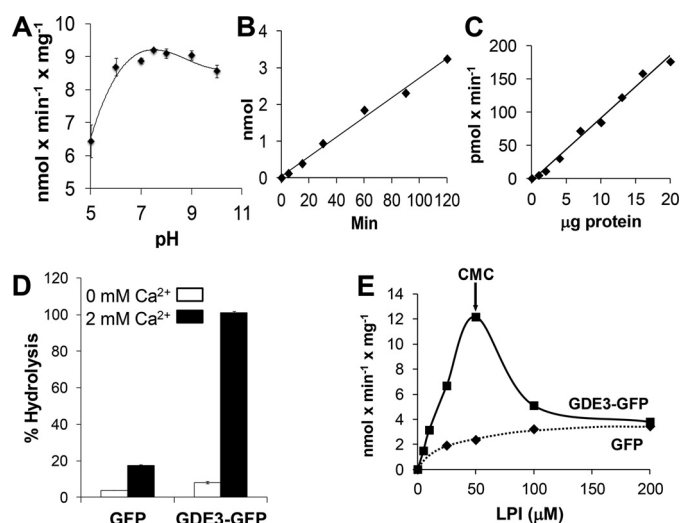 A
nmol x min⁻¹ x mg⁻¹
10
9
8
7
6
5
5 7 9 11
pH
B
nmol
4
3
2
1
0
0 20 40 60 80 100 120
Min
C
pmol x min⁻¹
200
150
100
50
0
0 5 10 15 20
µg protein
D
% Hydrolysis
120
100
80
60
40
20
0
0 mM Ca²⁺
2 mM Ca²⁺
GFP GDE3-GFP
E
nmol x min⁻¹ x mg⁻¹
14
12
10
8
6
4
2
0
CMC
GDE3-GFP
GFP
0 50 100 150 200
LPI (µM)